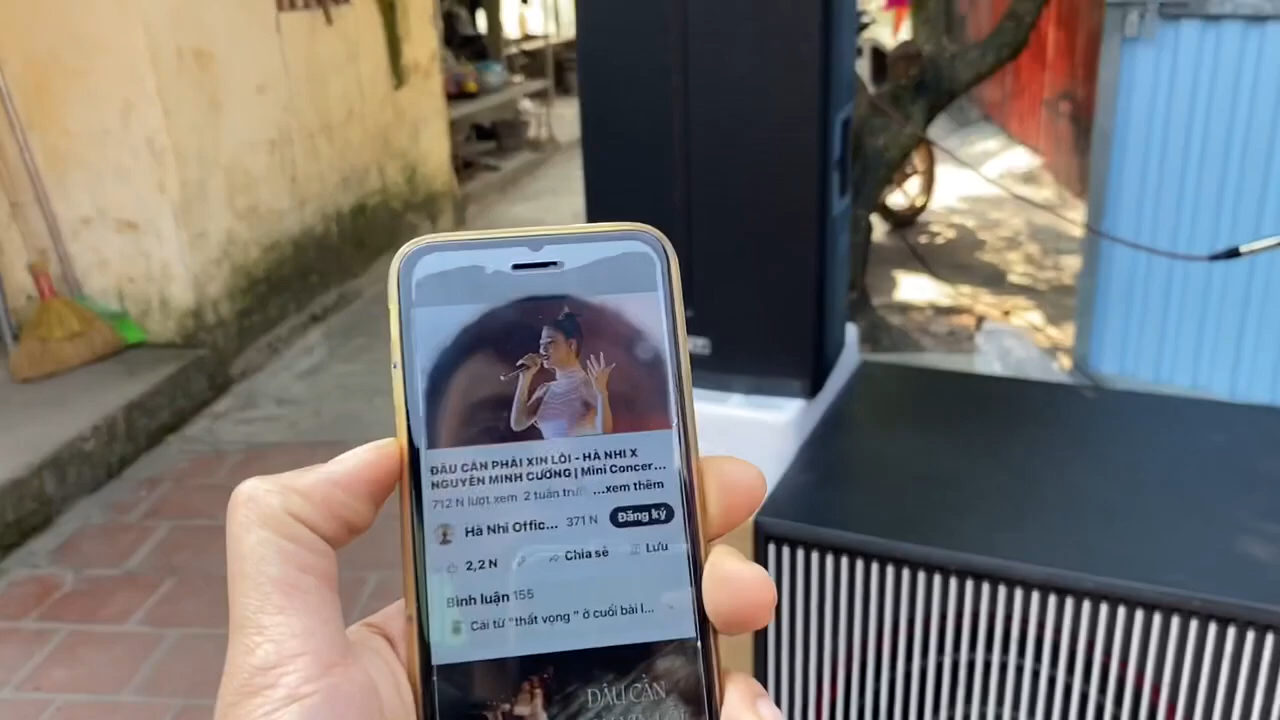 ĐÂU CẦN PHẢI XIN LỖI - HÀ NHI X
NGUYỄN MINH CƯỜNG | Mini Concer...
712 N lượt xem 2 tuần trướ ...xem thêm
Hà Nhi Offic... 371 N Đăng ký
2,2 N Chia sẻ Lưu
Bình luận 155
Cái từ "thất vọng" ở cuối bài l...
ĐÂU CẦN